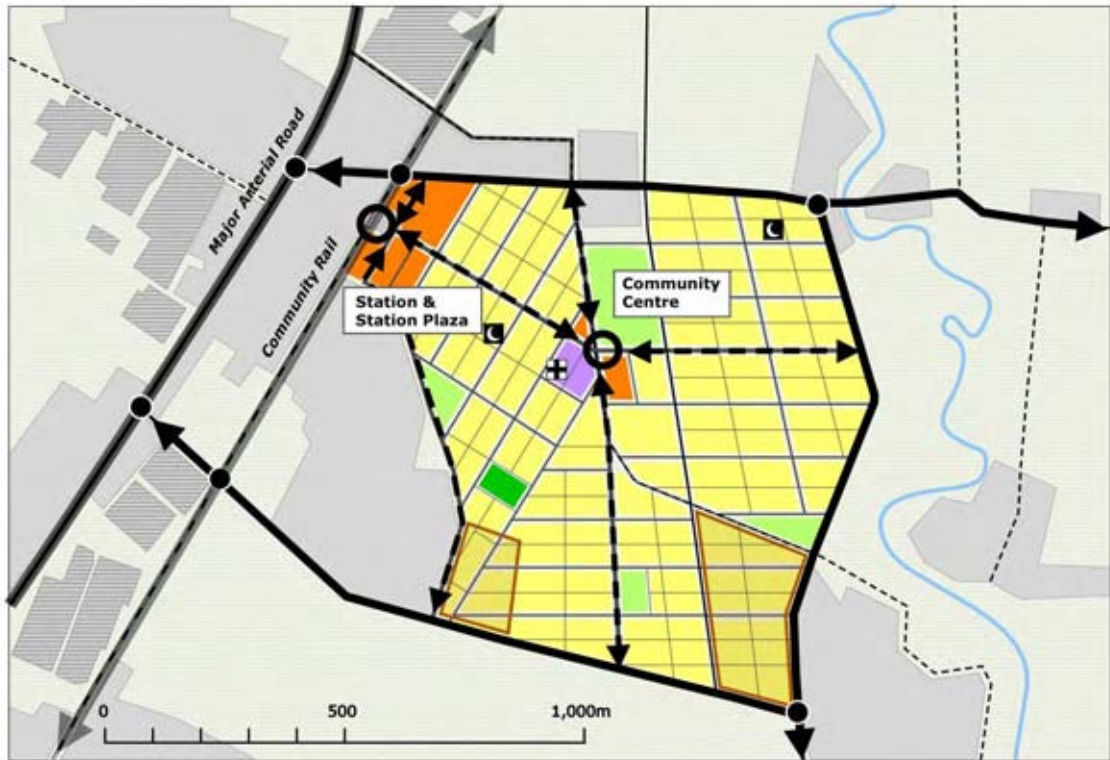 Major Arterial Road
Community Rail
Station &
Station Plaza
Community
Centre
0 500 1,000m